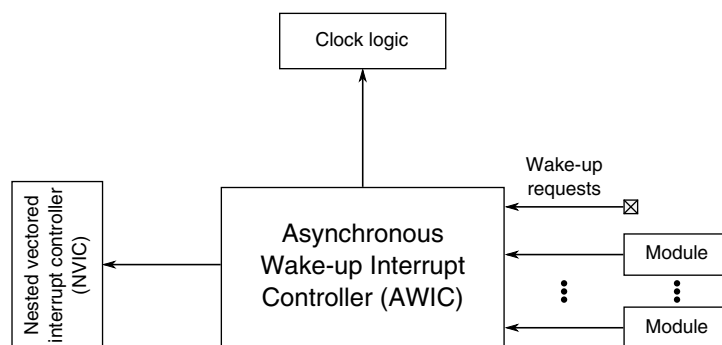 Clock logic
Wake-up
requests
Nested vectored
interrupt controller
(NVIC)
Asynchronous
Wake-up Interrupt
Controller (AWIC)
Module
Module